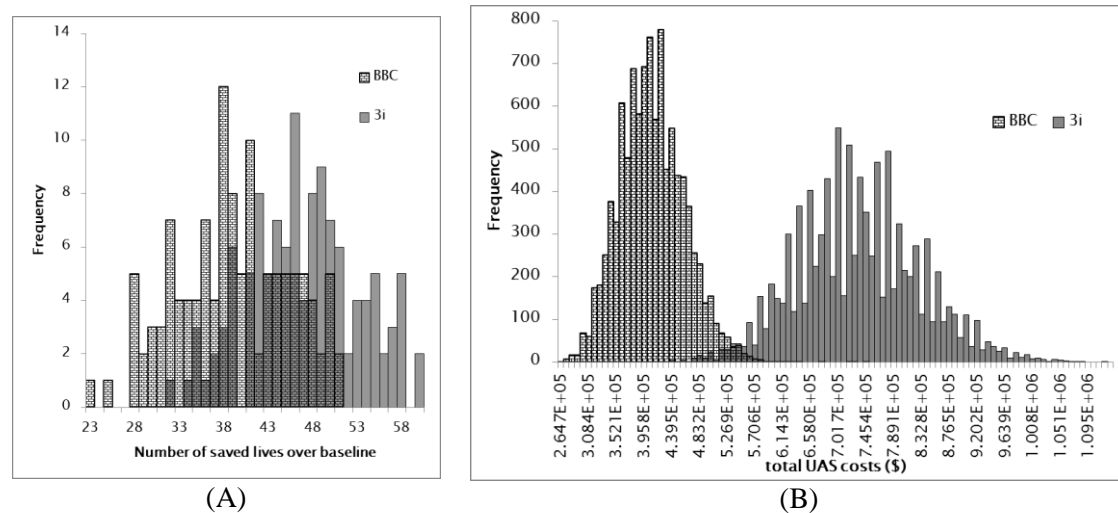 14
12
10
8
6
4
2
0
Frequency
BBC
3i
23 28 33 38 43 48 53 58
Number of saved lives over baseline
(A)
800
700
600
500
400
300
200
100
0
Frequency
BBC 3i
2.647E+05
3.084E+05
3.521E+05
3.958E+05
4.395E+05
4.832E+05
5.269E+05
5.706E+05
6.143E+05
6.580E+05
7.017E+05
7.454E+05
7.891E+05
8.328E+05
8.765E+05
9.202E+05
9.639E+05
1.008E+06
1.051E+06
1.095E+06
total UAS costs ($)
(B)